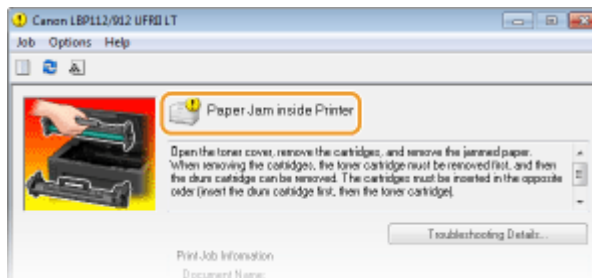 Canon LBP112/912 UFRII LT
Job Options Help
Paper Jam inside Printer
Open the toner cover, remove the cartridges, and remove the jammed paper.
When removing the cartridges, the toner cartridge must be removed first, and then
the drum cartridge can be removed. The cartridges must be inserted in the opposite
order (insert the drum cartridge first, then the toner cartridge).
Troubleshooting Details...
Print Job Information
Document Name: